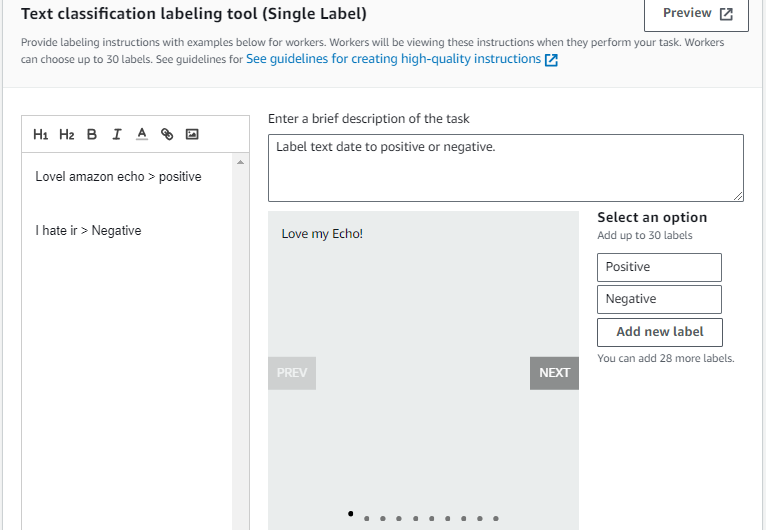 Text classification labeling tool (Single Label)
Preview
Provide labeling instructions with examples below for workers. Workers will be viewing these instructions when they perform your task. Workers
can choose up to 30 labels. See guidelines for See guidelines for creating high-quality instructions
Enter a brief description of the task
H1 H2 B I A
Label text date to positive or negative.
Lovel amazon echo > positive
I hate ir > Negative
Love my Echo!
Select an option
Add up to 30 labels
Positive
Negative
Add new label
You can add 28 more labels.
PREV
NEXT